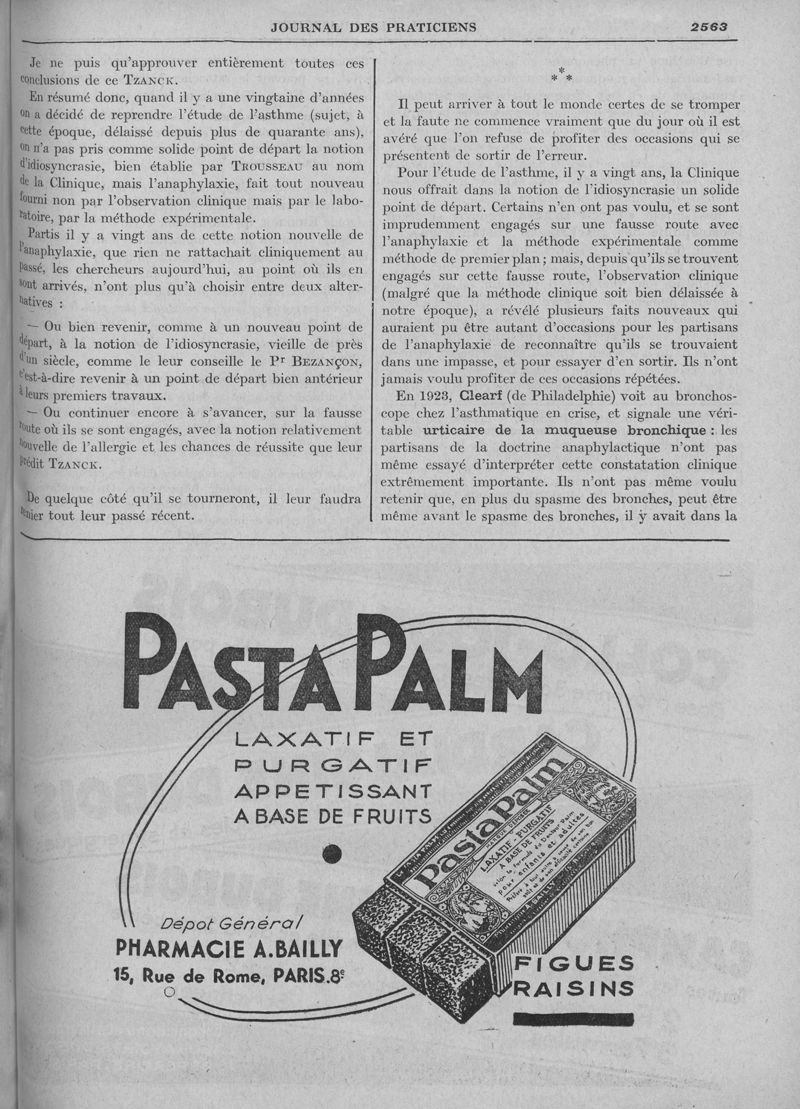 JOURNAL DES PRATICIENS
2563
Je ne puis qu'approuver entièrement toutes ces
conclusions de ce TZANCK.
En résumé donc, quand il y a une vingtaine d'années
on a décidé de reprendre l'étude de l'asthme (sujet, à
cette époque, délaissé depuis plus de quarante ans),
on n'a pas pris comme solide point de départ la notion
d'idiosyncrasie, bien établie par TROUSSEAU au nom
de la Clinique, mais l'anaphylaxie, fait tout nouveau
fourni non par l'observation clinique mais par le labo-
ratoire, par la méthode expérimentale.
Partis il y a vingt ans de cette notion nouvelle de
l'anaphylaxie, que rien ne rattachait cliniquement au
passé, les chercheurs aujourd'hui, au point où ils en
sont arrivés, n'ont plus qu'à choisir entre deux alter-
natives :
— Ou bien revenir, comme à un nouveau point de
départ, à la notion de l'idiosyncrasie, vieille de près
d'un siècle, comme le leur conseille le Pr BEZANÇON,
c'est-à-dire revenir à un point de départ bien antérieur
à leurs premiers travaux.
— Ou continuer encore à s'avancer, sur la fausse
route où ils se sont engagés, avec la notion relativement
nouvelle de l'allergie et les chances de réussite que leur
prédit TZANCK.
De quelque côté qu'il se tourneront, il leur faudra
renier tout leur passé récent.
*
* *
Il peut arriver à tout le monde certes de se tromper
et la faute ne commence vraiment que du jour où il est
avéré que l'on refuse de profiter des occasions qui se
présentent de sortir de l'erreur.
Pour l'étude de l'asthme, il y a vingt ans, la Clinique
nous offrait dans la notion de l'idiosyncrasie un solide
point de départ. Certains n'en ont pas voulu, et se sont
imprudemment engagés sur une fausse route avec
l'anaphylaxie et la méthode expérimentale comme
méthode de premier plan ; mais, depuis qu'ils se trouvent
engagés sur cette fausse route, l'observation clinique
(malgré que la méthode clinique soit bien délaissée à
notre époque), a révélé plusieurs faits nouveaux qui
auraient pu être autant d'occasions pour les partisans
de l'anaphylaxie de reconnaître qu'ils se trouvaient
dans une impasse, et pour essayer d'en sortir. Ils n'ont
jamais voulu profiter de ces occasions répétées.
En 1923, Clearf (de Philadelphie) voit au bronchos-
cope chez l'asthmatique en crise, et signale une véri-
table urticaire de la muqueuse bronchique : les
partisans de la doctrine anaphylactique n'ont pas
même essayé d'interpréter cette constatation clinique
extrêmement importante. Ils n'ont pas même voulu
retenir que, en plus du spasme des bronches, peut être
même avant le spasme des bronches, il y avait dans la
PASTAPALM
LAXATIF ET
PURGATIF
APPETISSANT
A BASE DE FRUITS
PastaPalm
LAXATIF-PURGATIF
A BASE DE FRUITS
selon la formule du Docteur Palm
pour enfants et adultes
Dépot Général
PHARMACIE A.BAILLY
15, Rue de Rome, PARIS.8e
FIGUES
RAISINS